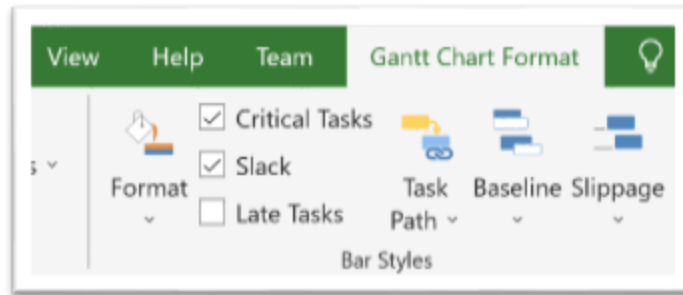 View Help Team Gantt Chart Format
Critical Tasks
Slack
Late Tasks
Format
Task
Path
Baseline
Slippage
Bar Styles